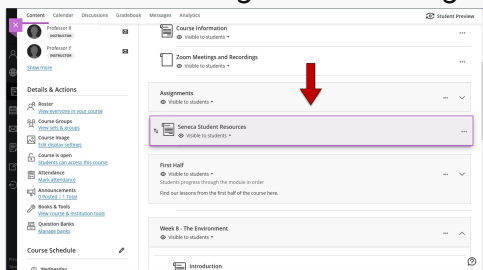 Content Calendar Discussions Gradebook Messages Analytics Student Preview
Professor X
INSTRUCTOR
Professor Y
INSTRUCTOR
Show more
Details & Actions
Roster
View everyone in your course
Course Groups
View sets & groups
Course Image
Edit display settings
Course is open
Students can access this course
Attendance
Mark attendance
Announcements
0 Posted | 1 Total
Books & Tools
View course & institution tools
Question Banks
Manage banks
Course Schedule
Wednesday
Course Information
Visible to students
Zoom Meetings and Recordings
Visible to students
Assignments
Visible to students
Seneca Student Resources
Visible to students
First Half
Visible to students
Students progress through the module in order
Find our lessons from the first half of the course here.
Week 8 - The Environment
Visible to students
Introduction